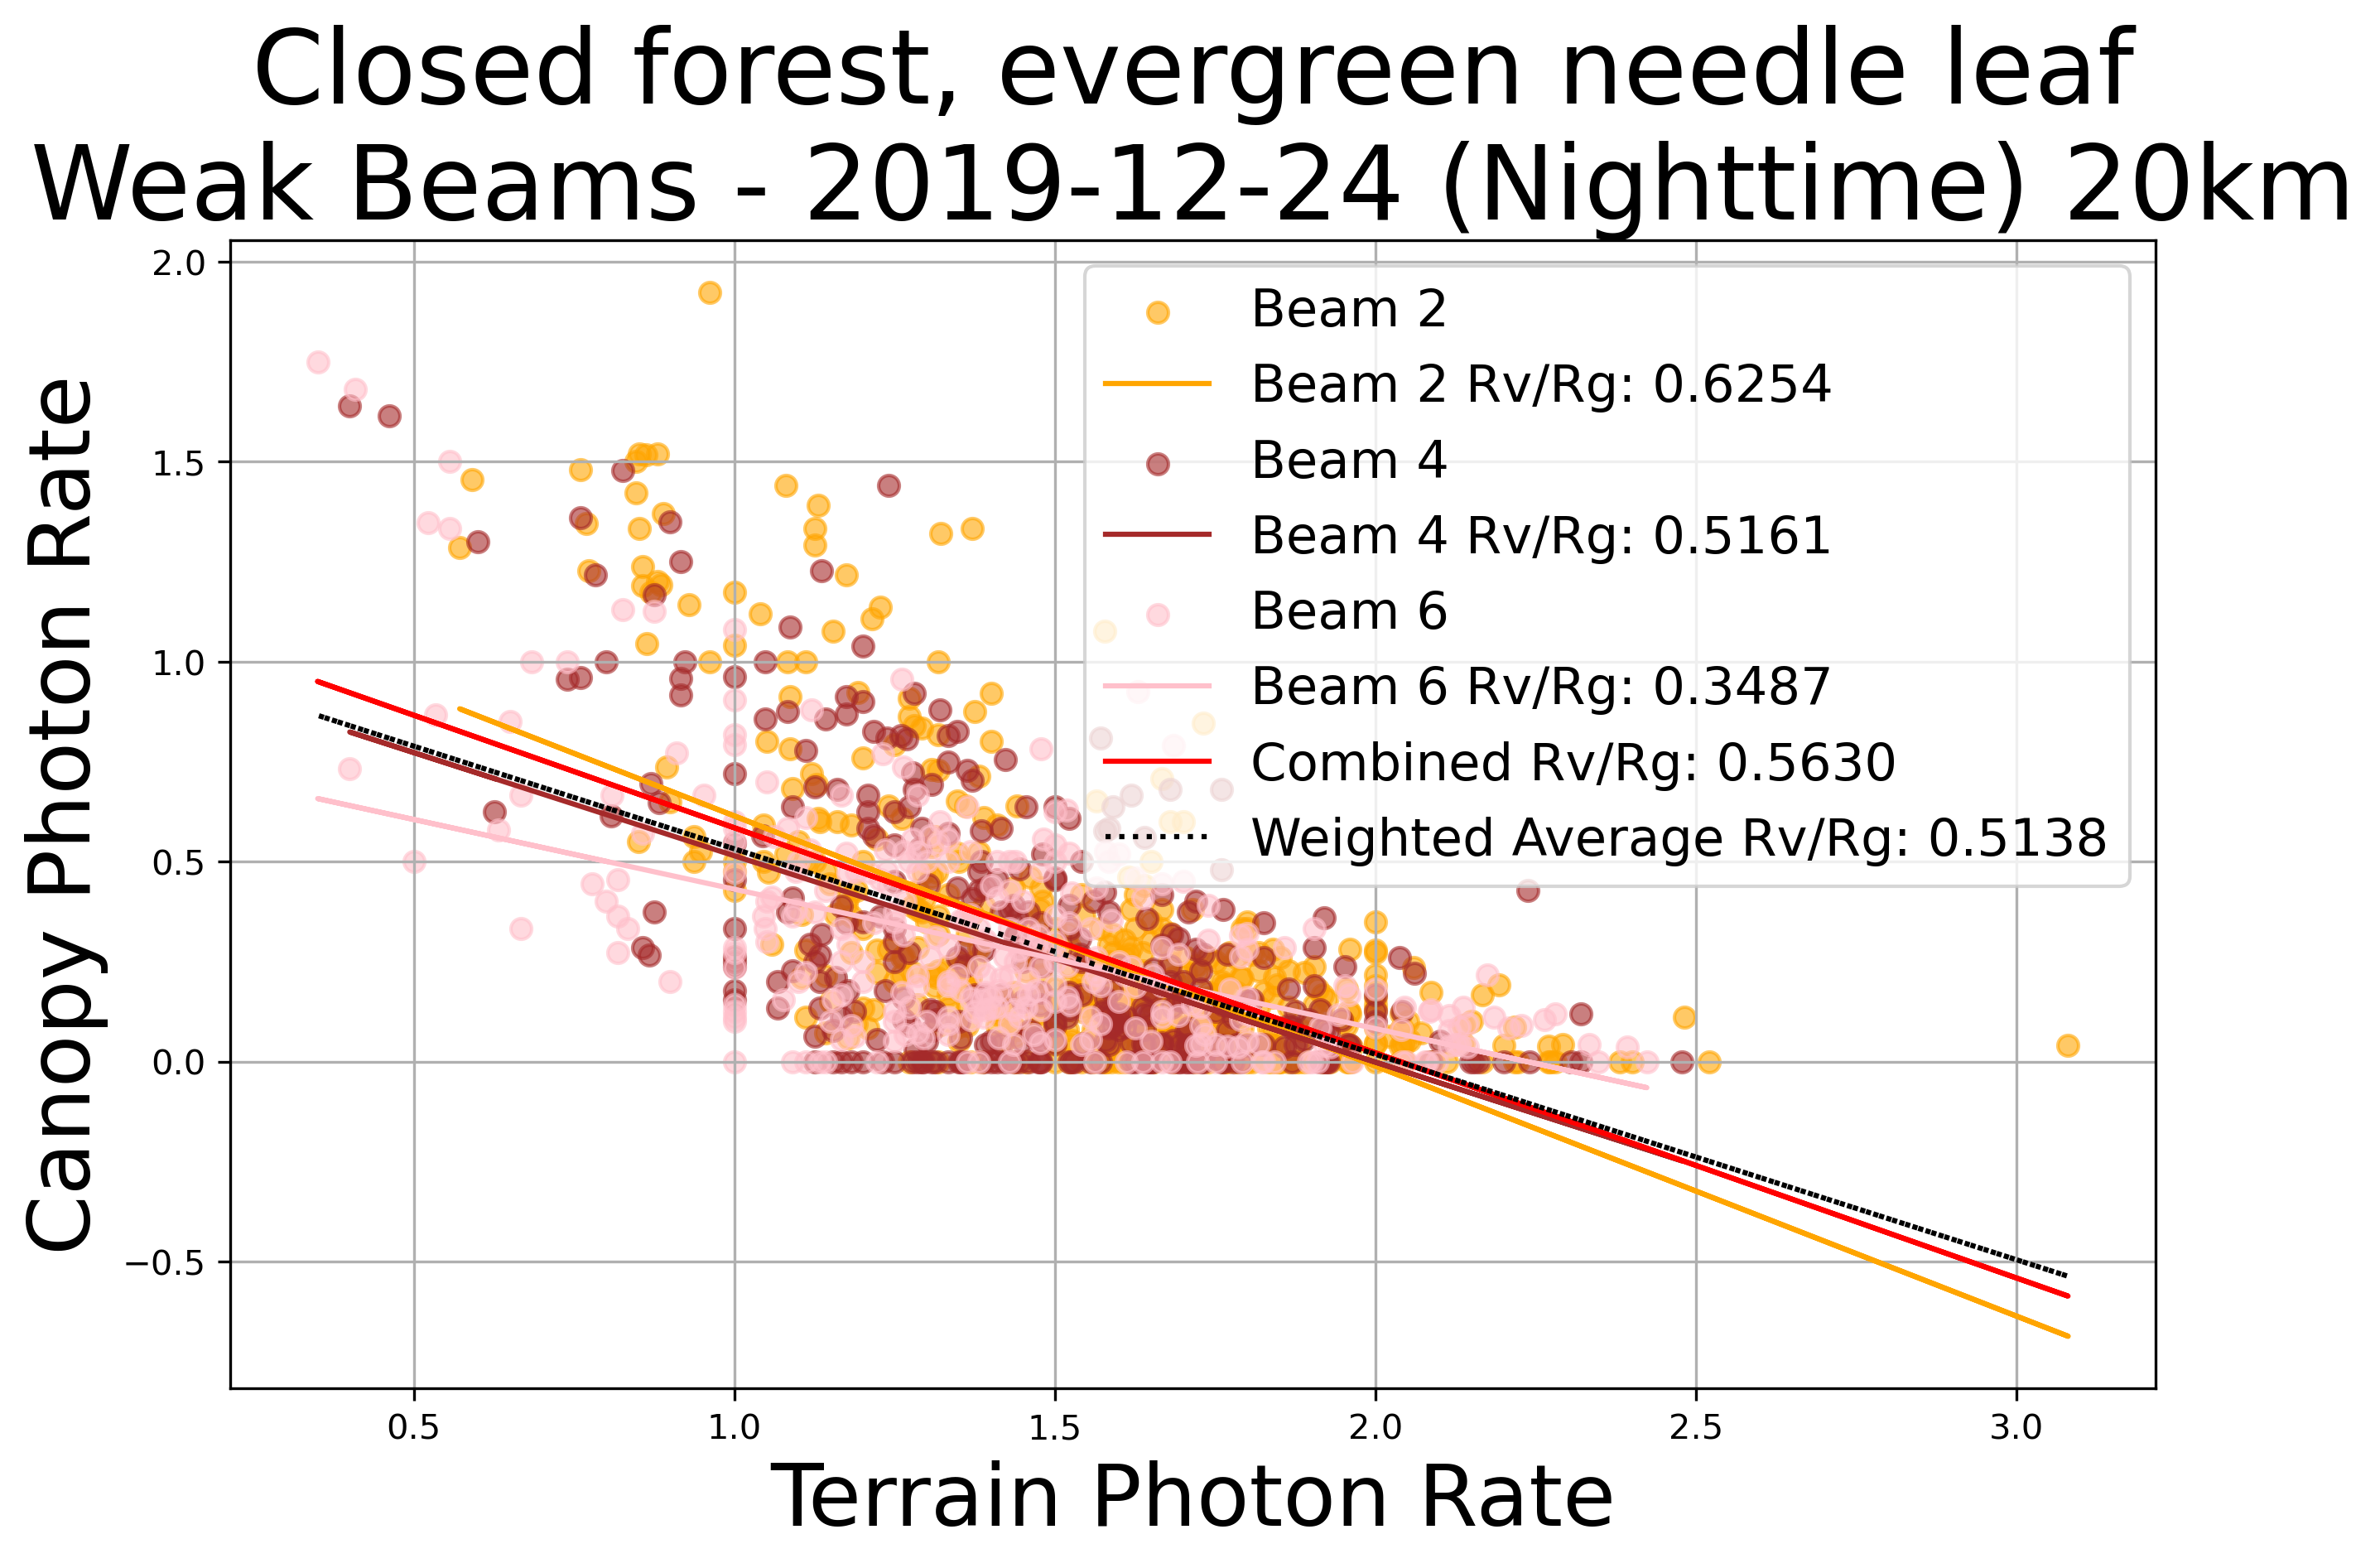 Closed forest, evergreen needle leaf
Weak Beams - 2019-12-24 (Nighttime) 20km
Canopy Photon Rate
2.0
1.5
1.0
0.5
0.0
−0.5
Beam 2
Beam 2 Rv/Rg: 0.6254
Beam 4
Beam 4 Rv/Rg: 0.5161
Beam 6
Beam 6 Rv/Rg: 0.3487
Combined Rv/Rg: 0.5630
Weighted Average Rv/Rg: 0.5138
0.5 1.0 1.5 2.0 2.5 3.0
Terrain Photon Rate